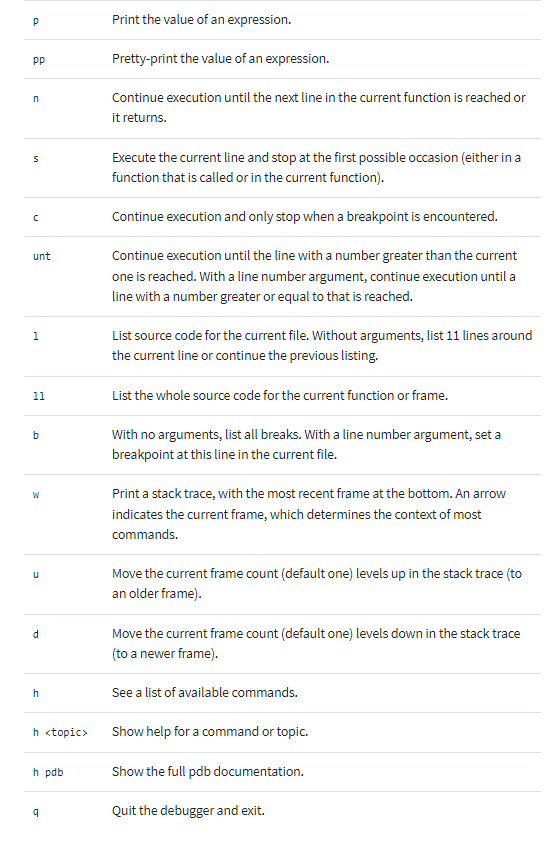 p Print the value of an expression.
pp Pretty-print the value of an expression.
n Continue execution until the next line in the current function is reached or
it returns.
s Execute the current line and stop at the first possible occasion (either in a
function that is called or in the current function).
c Continue execution and only stop when a breakpoint is encountered.
unt Continue execution until the line with a number greater than the current
one is reached. With a line number argument, continue execution until a
line with a number greater or equal to that is reached.
l List source code for the current file. Without arguments, list 11 lines around
the current line or continue the previous listing.
ll List the whole source code for the current function or frame.
b With no arguments, list all breaks. With a line number argument, set a
breakpoint at this line in the current file.
w Print a stack trace, with the most recent frame at the bottom. An arrow
indicates the current frame, which determines the context of most
commands.
u Move the current frame count (default one) levels up in the stack trace (to
an older frame).
d Move the current frame count (default one) levels down in the stack trace
(to a newer frame).
h See a list of available commands.
h <topic> Show help for a command or topic.
h pdb Show the full pdb documentation.
q Quit the debugger and exit.